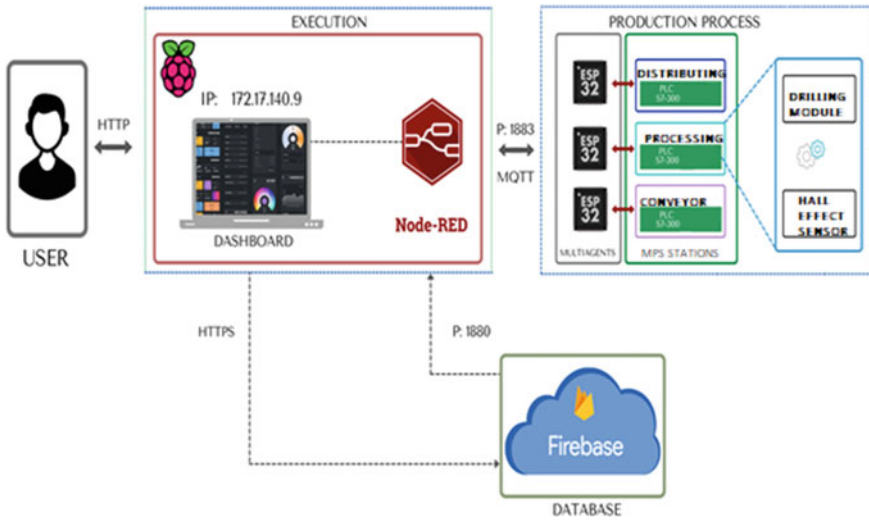 EXECUTION
PRODUCTION PROCESS
IP: 172.17.140.9
HTTP
USER
DASHBOARD
Node-RED
P: 1883
MQTT
ESP
32
ESP
32
ESP
32
MULTIAGENTS
DISTRIBUTING
PLC
S7-300
PROCESSING
PLC
S7-300
CONVEYOR
PLC
S7-300
MPS STATIONS
DRILLING
MODULE
HALL
EFFECT
SENSOR
HTTPS
P: 1880
Firebase
DATABASE